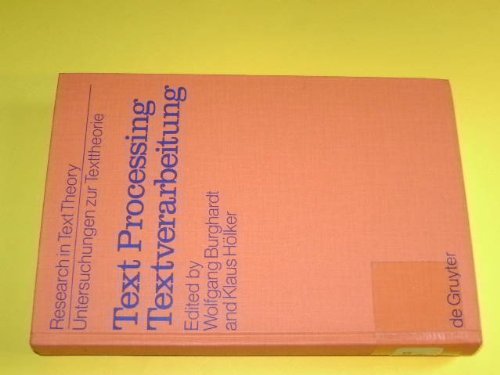 Research in Text Theory
Untersuchungen zur Texttheorie
Text Processing
Textverarbeitung
Edited by
Wolfgang Burghardt
and Klaus Hölker
de Gruyter